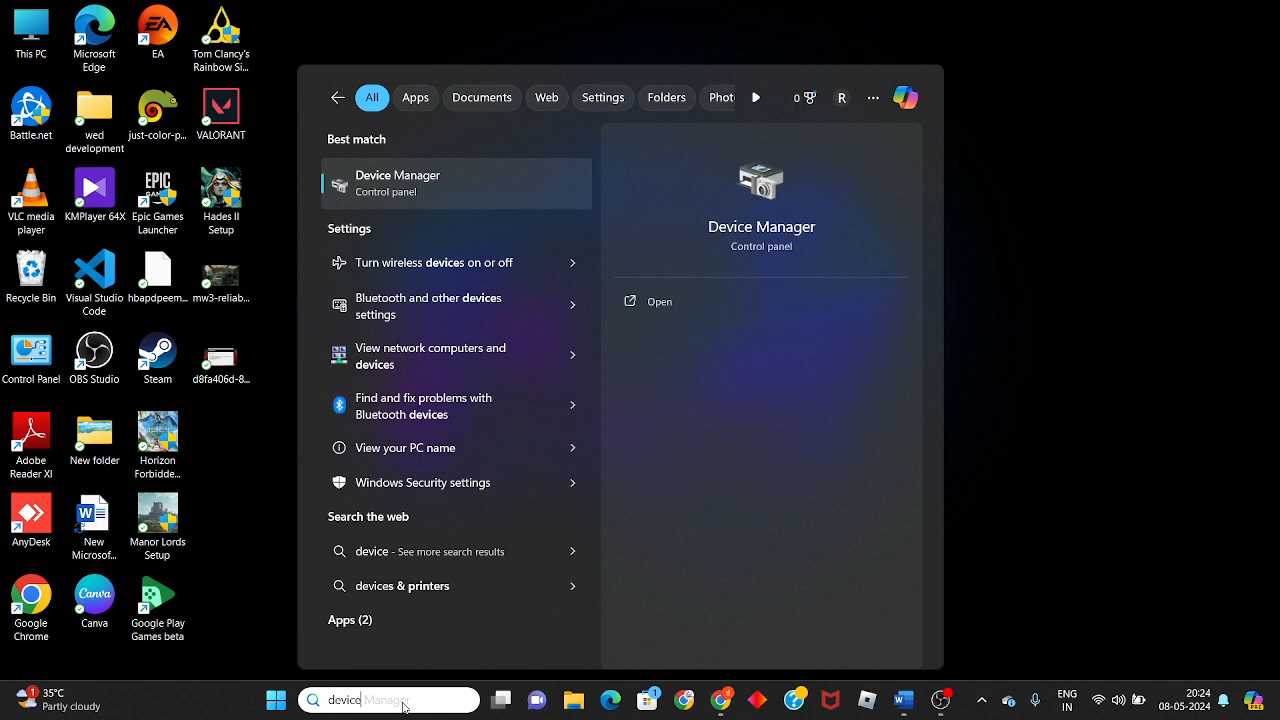 This PC
Microsoft
Edge
EA
Tom Clancy's
Rainbow Si...
Battle.net
wed
development
just-color-p...
VALORANT
VLC media
player
KMPlayer 64X
Epic Games
Launcher
Hades II
Setup
Recycle Bin
Visual Studio
Code
hbapdpeem...
mw3-reliab...
Control Panel
OBS Studio
Steam
d8fa406d-8...
Adobe
Reader XI
New folder
Horizon
Forbidde...
AnyDesk
New
Microsof...
Manor Lords
Setup
Google
Chrome
Canva
Google Play
Games beta
All
Apps
Documents
Web
Settings
Folders
Phot
0
R
Best match
Device Manager
Control panel
Settings
Turn wireless devices on or off
Bluetooth and other devices
settings
View network computers and
devices
Find and fix problems with
Bluetooth devices
View your PC name
Windows Security settings
Search the web
device - See more search results
devices & printers
Apps (2)
Device Manager
Control panel
Open
1
35°C
Partly cloudy
device Manager
1
ENG
IN
2024
08-05-2024